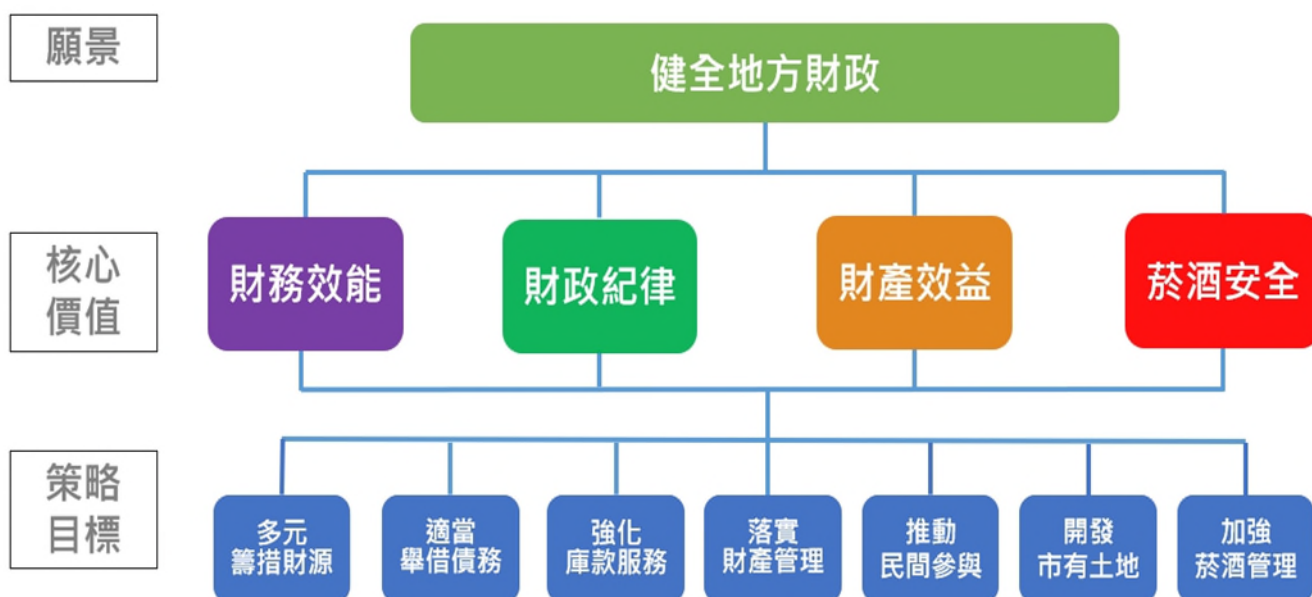 願景
健全地方財政
核心
價值
財務效能
財政紀律
財產效益
菸酒安全
策略
目標
多元
籌措財源
適當
舉借債務
強化
庫款服務
落實
財產管理
推動
民間參與
開發
市有土地
加強
菸酒管理